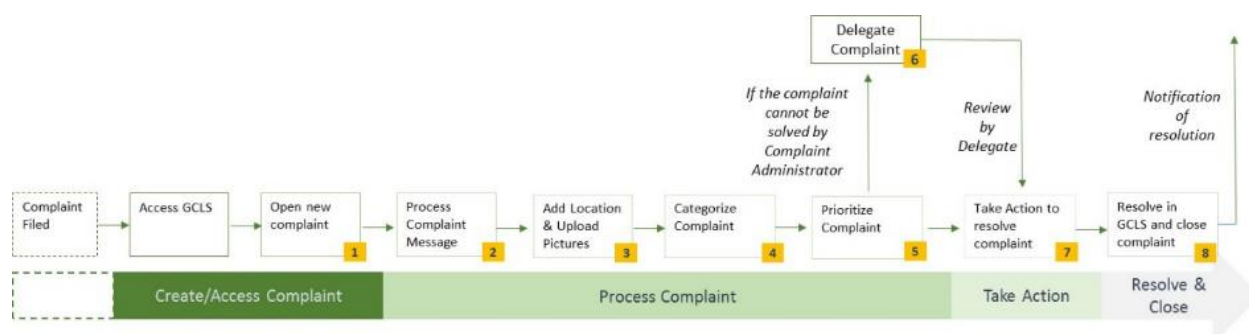 Delegate
Complaint
6
If the complaint
cannot be
solved by
Complaint
Administrator
Review
by
Delegate
Notification
of
resolution
Complaint
Filed
Access GCLS
Open new
complaint
1
Process
Complaint
Message
2
Add Location
& Upload
Pictures
3
Categorize
Complaint
4
Prioritize
Complaint
5
Take Action to
resolve
complaint
7
Resolve in
GCLS and close
complaint
8
Create/Access Complaint
Process Complaint
Take Action
Resolve &
Close